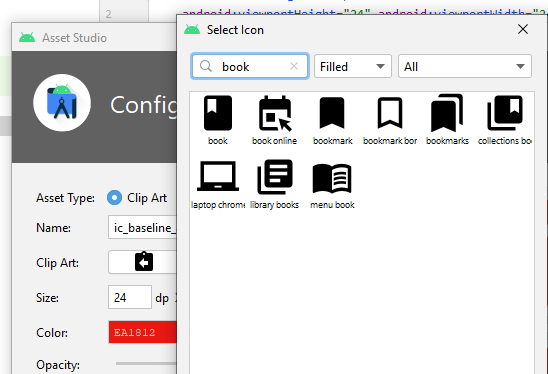 2
android:viewportHeight="24" android:viewportWidth="2
Asset Studio
Select Icon
Config
book
Filled
All
book
book online
bookmark
bookmark bor
bookmarks
collections boo
laptop chrome
library books
menu book
Asset Type:
Clip Art
Name:
ic_baseline_
Clip Art:
Size:
24
dp
Color:
EA1812
Opacity: